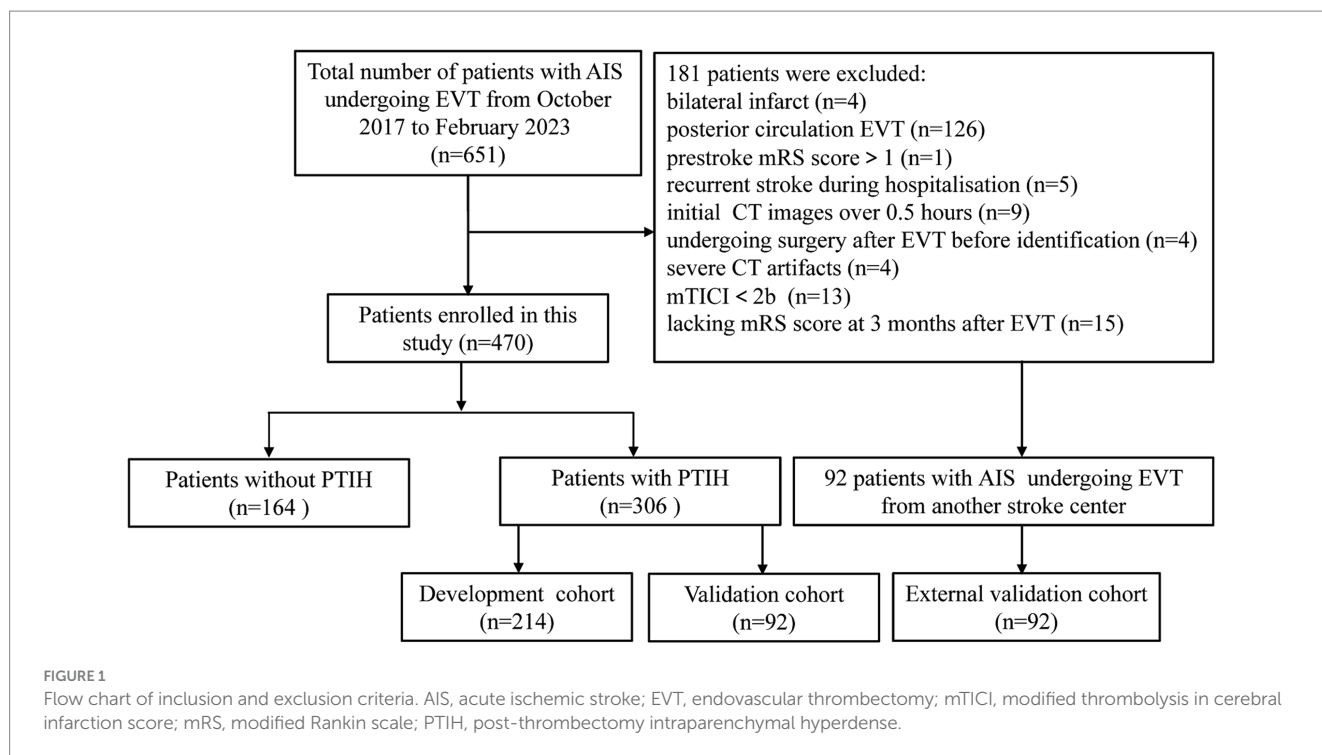 Total number of patients with AIS
undergoing EVT from October
2017 to February 2023
(n=651)
181 patients were excluded:
bilateral infarct (n=4)
posterior circulation EVT (n=126)
prestroke mRS score > 1 (n=1)
recurrent stroke during hospitalisation (n=5)
initial CT images over 0.5 hours (n=9)
undergoing surgery after EVT before identification (n=4)
severe CT artifacts (n=4)
mTICI < 2b (n=13)
lacking mRS score at 3 months after EVT (n=15)
Patients enrolled in this
study (n=470)
Patients without PTIH
(n=164 )
Patients with PTIH
(n=306 )
92 patients with AIS undergoing EVT
from another stroke center
Development cohort
(n=214)
Validation cohort
(n=92)
External validation cohort
(n=92)
FIGURE 1
Flow chart of inclusion and exclusion criteria. AIS, acute ischemic stroke; EVT, endovascular thrombectomy; mTICI, modified thrombolysis in cerebral
infarction score; mRS, modified Rankin scale; PTIH, post-thrombectomy intraparenchymal hyperdense.